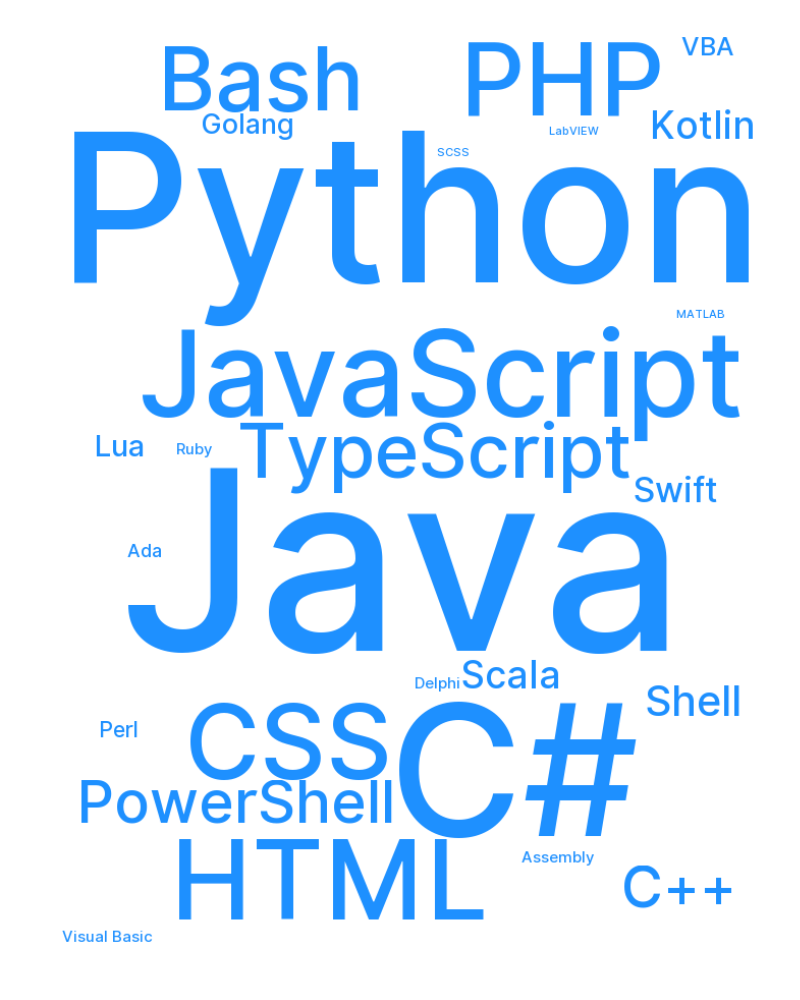 Bash
PHP
VBA
Golang
LabVIEW
Kotlin
SCSS
Python
MATLAB
JavaScript
Lua
Ruby
TypeScript
Swift
Java
Ada
Delphi
Scala
Shell
Perl
CSS
C#
PowerShell
HTML
Assembly
C++
Visual Basic